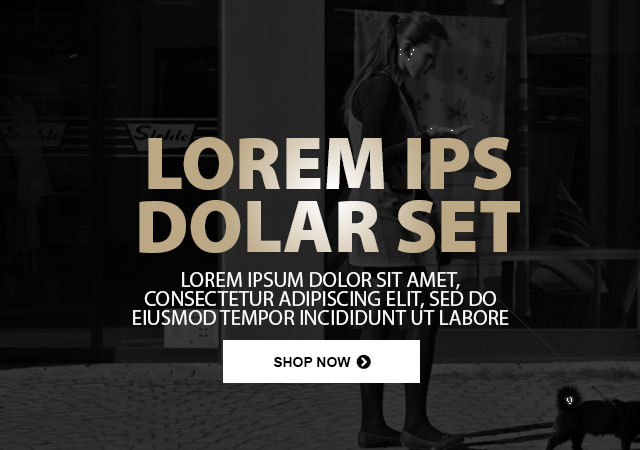 Stehle
LOREM IPS
DOLAR SET
LOREM IPSUM DOLOR SIT AMET,
CONSECTETUR ADIPISCING ELIT, SED DO
EIUSMOD TEMPOR INCIDIDUNT UT LABORE
SHOP NOW